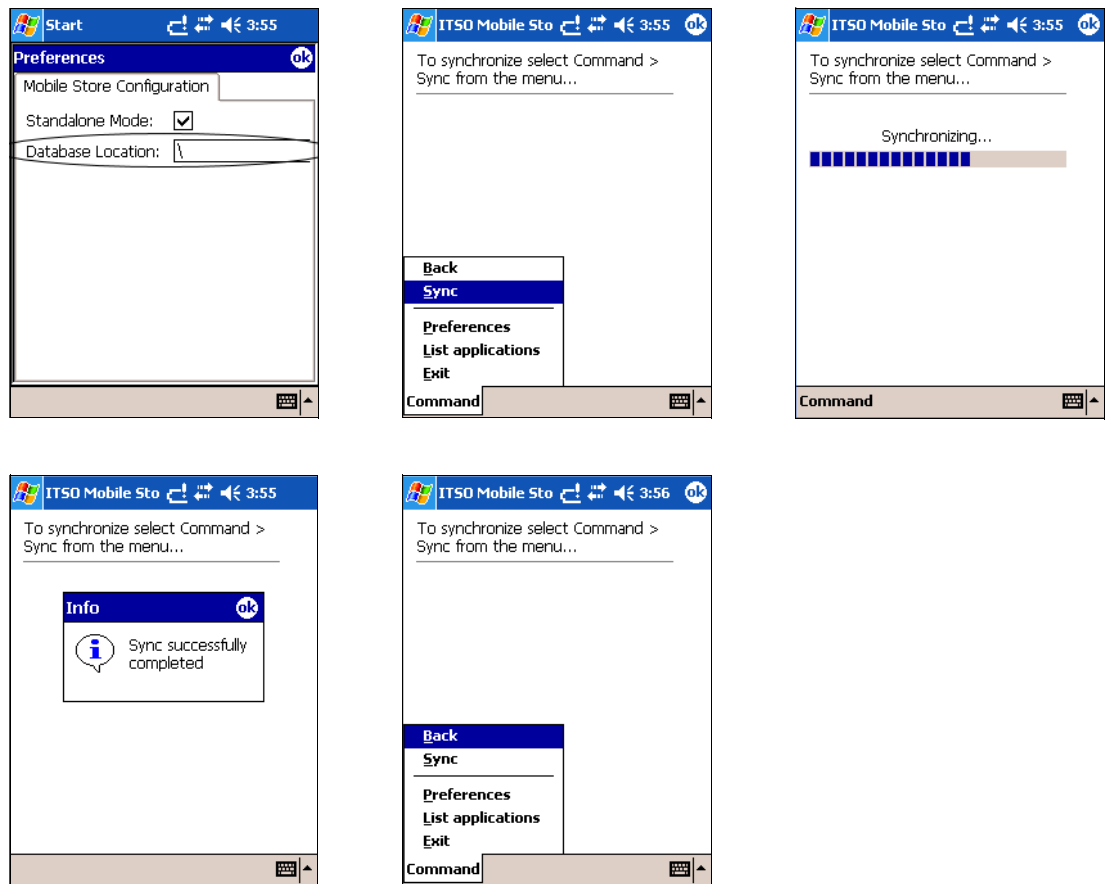 Start 3:55
Preferences ok
Mobile Store Configuration
Standalone Mode:
Database Location: \
ITSO Mobile Sto 3:55 ok
To synchronize select Command >
Sync from the menu...
Back
Sync
Preferences
List applications
Exit
Command
ITSO Mobile Sto 3:55 ok
To synchronize select Command >
Sync from the menu...
Synchronizing...
Command
ITSO Mobile Sto 3:55
To synchronize select Command >
Sync from the menu...
Info ok
Sync successfully
completed
ITSO Mobile Sto 3:56 ok
To synchronize select Command >
Sync from the menu...
Back
Sync
Preferences
List applications
Exit
Command